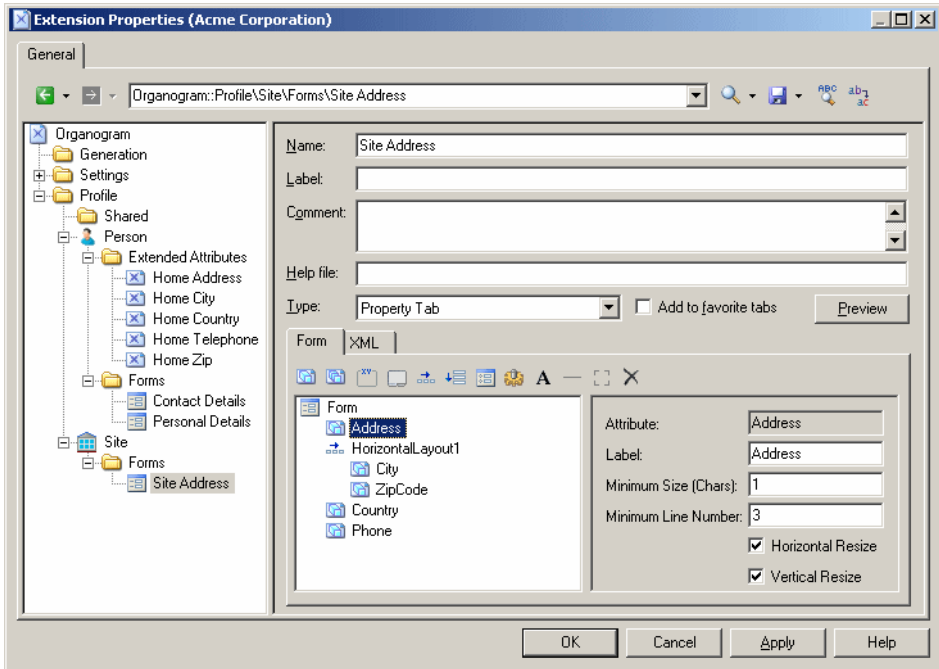 Extension Properties (Acme Corporation)
General
Organogram::Profile\Site\Forms\Site Address
ABC
ab
ac
Organogram
Generation
Settings
Profile
Shared
Person
Extended Attributes
Home Address
Home City
Home Country
Home Telephone
Home Zip
Forms
Contact Details
Personal Details
Site
Forms
Site Address
Name: Site Address
Label:
Comment:
Help file:
Type: Property Tab Add to favorite tabs Preview
Form XML
XY A
Form
Address
HorizontalLayout1
City
ZipCode
Country
Phone
Attribute: Address
Label: Address
Minimum Size (Chars): 1
Minimum Line Number: 3
Horizontal Resize
Vertical Resize
OK Cancel Apply Help